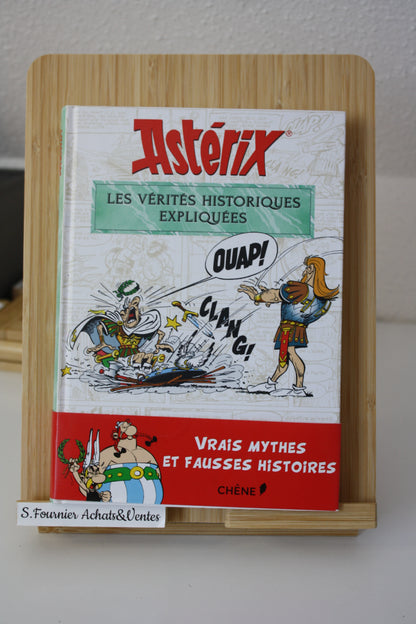 Astérix®
LES VÉRITÉS HISTORIQUES
EXPLIQUÉES
OUAP!
CLANG!
VRAIS MYTHES
ET FAUSSES HISTOIRES
CHÊNE
S.Fournier Achats&Ventes